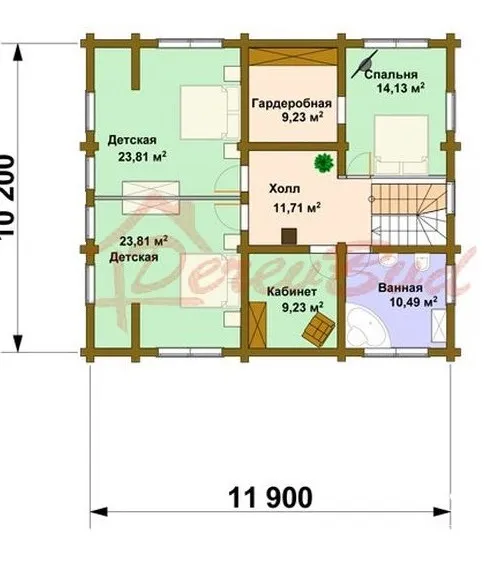 Спальня
14,13 м²
Гардеробная
9,23 м²
Детская
23,81 м²
Холл
11,71 м²
10 200
23,81 м²
Детская
DerevBud
Кабинет
9,23 м²
Ванная
10,49 м²
11 900